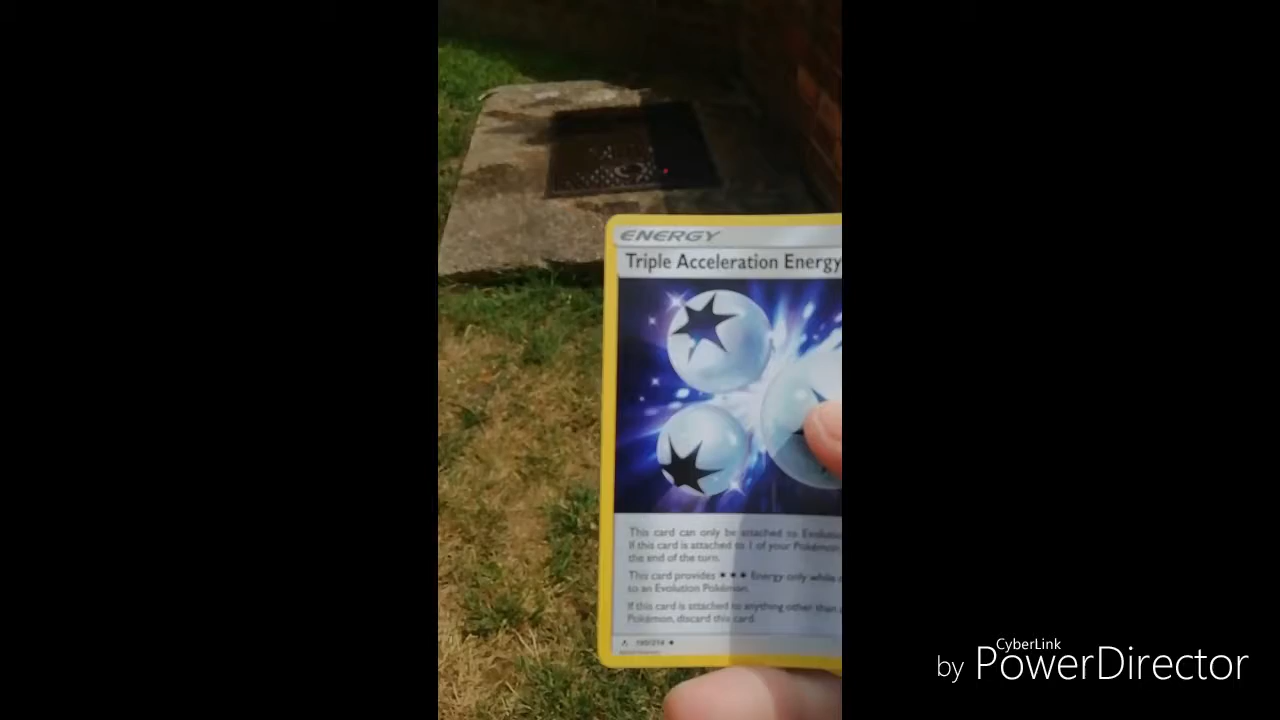 ENERGY
Triple Acceleration Energy
This card can only be attached to
If this card is attached to 1 of your Pokémon
the end of the turn.
This card provides ✶✶✶ Energy only while
to an Evolution Pokémon.
If this card is attached to anything other than
Pokémon, discard this card.
190/214
CyberLink
by PowerDirector